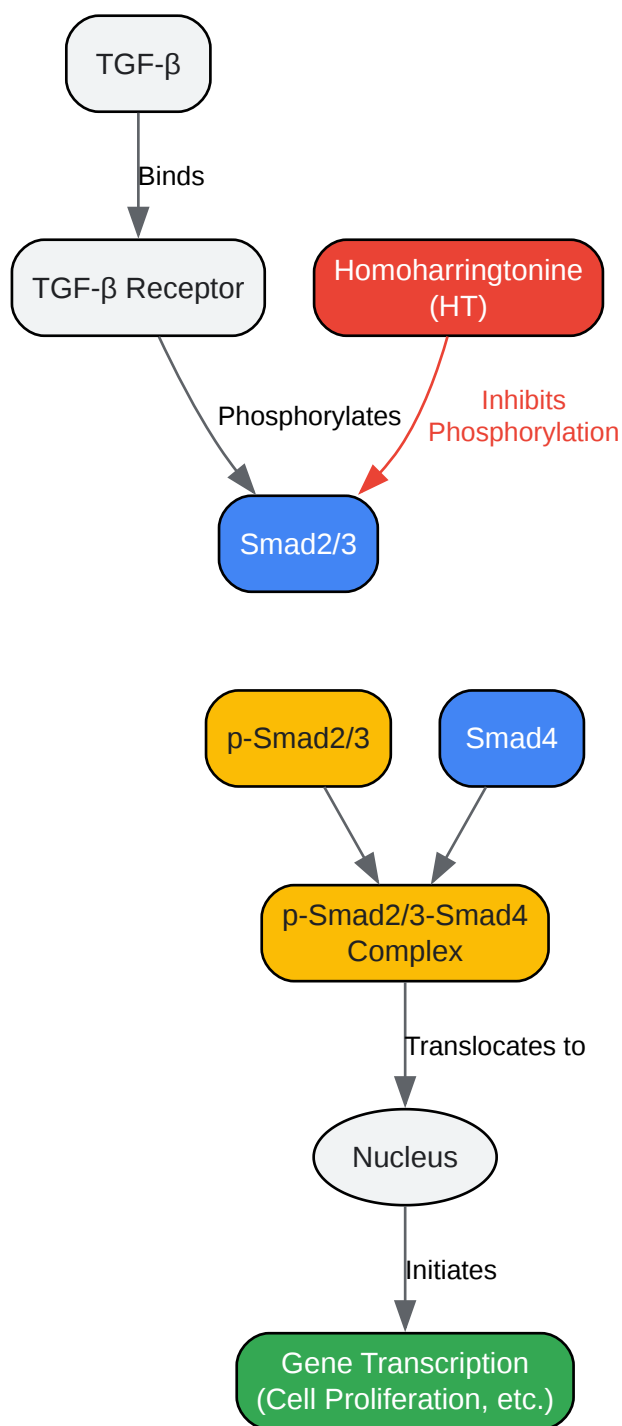 TGF-β
Binds
TGF-β Receptor
Homoharringtonine
(HT)
Phosphorylates
Inhibits
Phosphorylation
Smad2/3
p-Smad2/3
Smad4
p-Smad2/3-Smad4
Complex
Translocates to
Nucleus
Initiates
Gene Transcription
(Cell Proliferation, etc.)